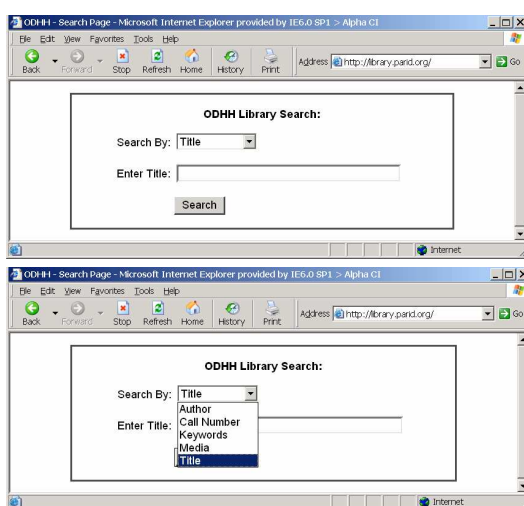 ODHH - Search Page - Microsoft Internet Explorer provided by IE6.0 SP1 > Alpha CI
File Edit View Favorites Tools Help
Back Forward Stop Refresh Home History Print Address http://library.parid.org/ Go
ODHH Library Search:
Search By: Title
Enter Title:
Search
Internet
ODHH - Search Page - Microsoft Internet Explorer provided by IE6.0 SP1 > Alpha CI
File Edit View Favorites Tools Help
Back Forward Stop Refresh Home History Print Address http://library.parid.org/ Go
ODHH Library Search:
Search By: Title
Author
Enter Title: Call Number
Keywords
Media
Title
Internet